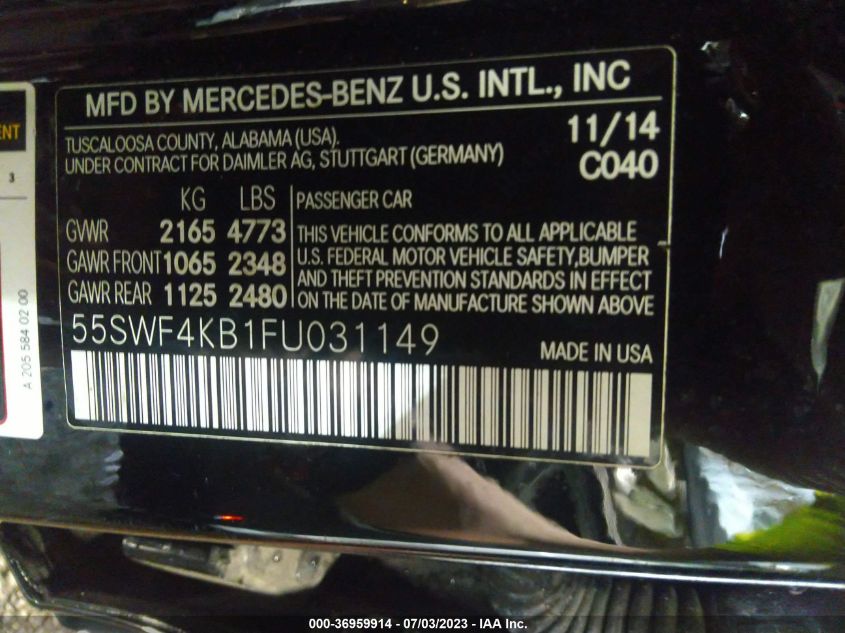 MFD BY MERCEDES-BENZ U.S. INTL., INC
TUSCALOOSA COUNTY, ALABAMA (USA).
UNDER CONTRACT FOR DAIMLER AG, STUTTGART (GERMANY)
11/14
C040
KG LBS
GVWR 2165 4773
GAWR FRONT 1065 2348
GAWR REAR 1125 2480
PASSENGER CAR
THIS VEHICLE CONFORMS TO ALL APPLICABLE
U.S. FEDERAL MOTOR VEHICLE SAFETY,BUMPER
AND THEFT PREVENTION STANDARDS IN EFFECT
ON THE DATE OF MANUFACTURE SHOWN ABOVE
55SWF4KB1FU031149
MADE IN USA
ENT
3
A 205 584 02 00
000-36959914 - 07/03/2023 - IAA Inc.